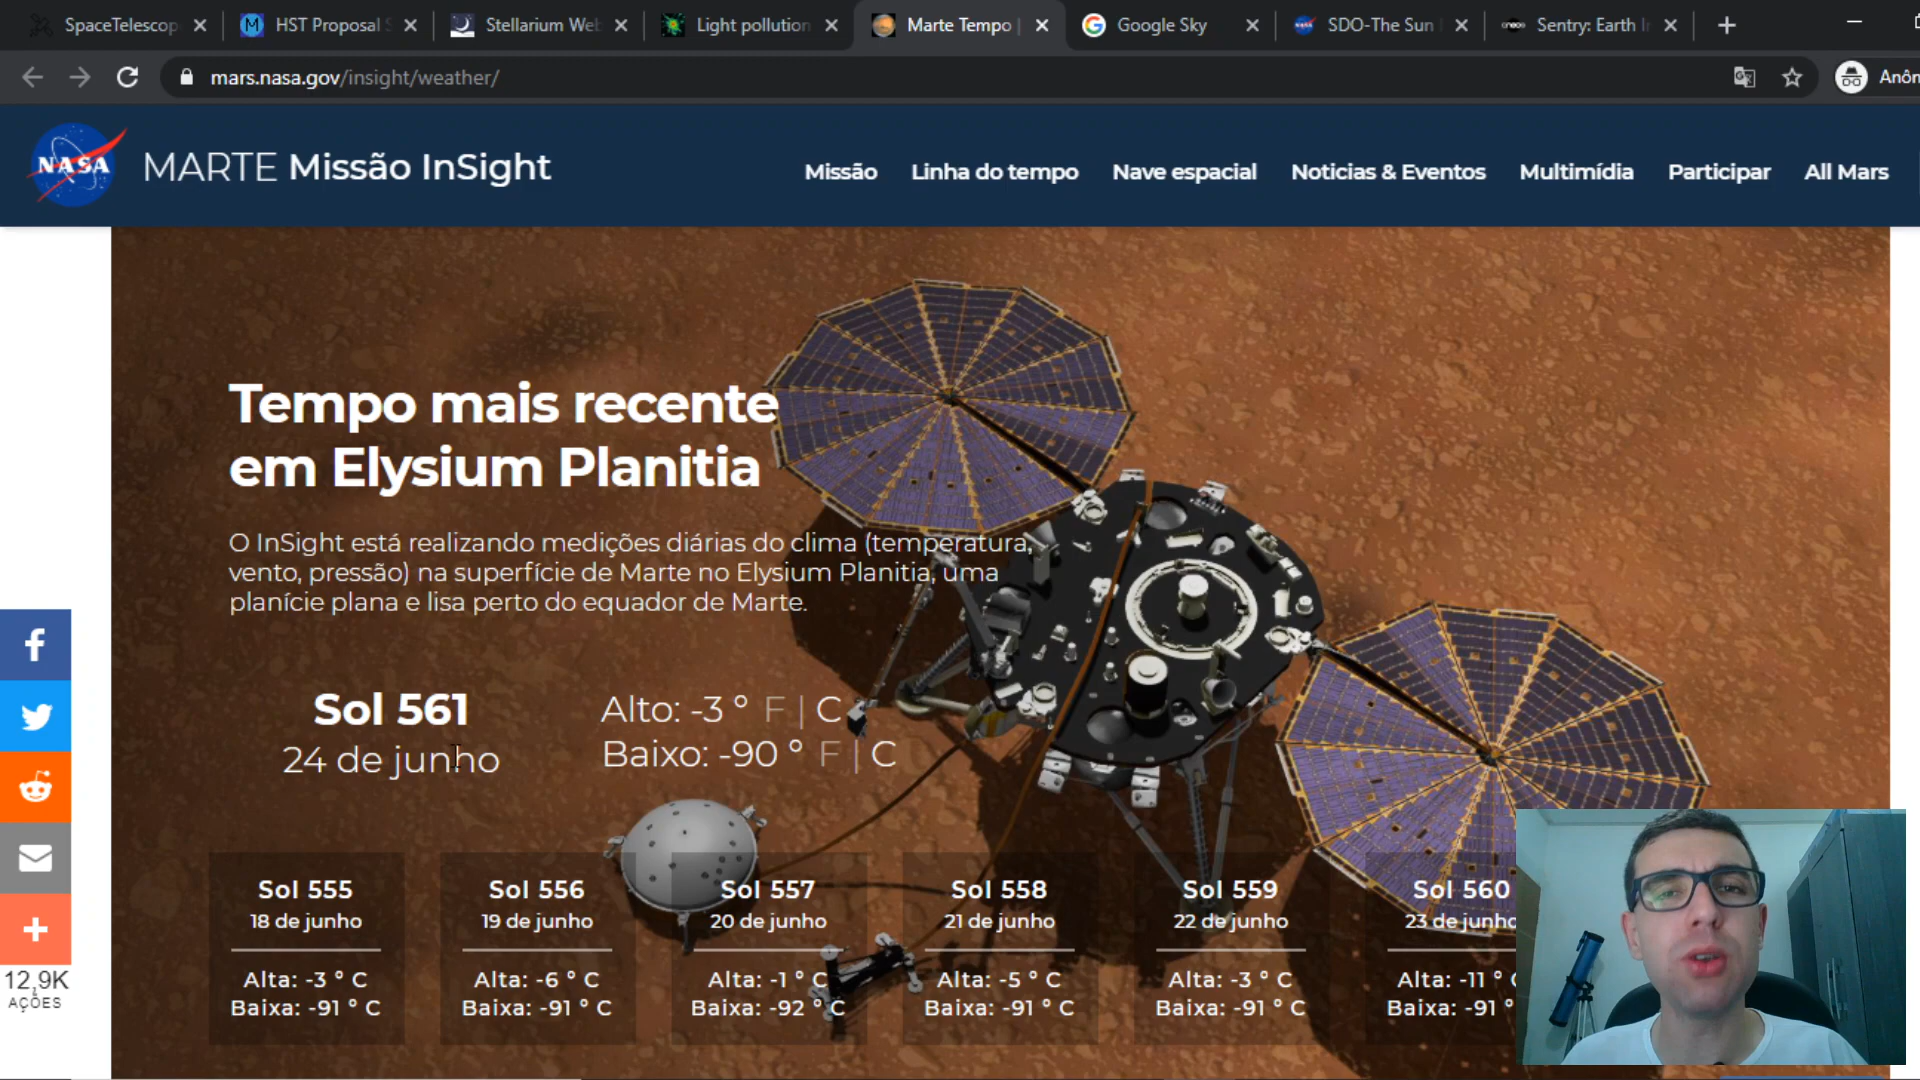 SpaceTelescop
HST Proposal S
Stellarium Web
Light pollution
Marte Tempo |
Google Sky
SDO-The Sun
Sentry: Earth I
mars.nasa.gov/insight/weather/
NASA
MARTE Missão InSight
Missão
Linha do tempo
Nave espacial
Noticias & Eventos
Multimídia
Participar
All Mars
Tempo mais recente
em Elysium Planitia
O InSight está realizando medições diárias do clima (temperatura,
vento, pressão) na superfície de Marte no Elysium Planitia, uma
planície plana e lisa perto do equador de Marte.
Sol 561
24 de junho
Alto: -3 ° F | C
Baixo: -90 ° F | C
Sol 555
18 de junho
Alta: -3 ° C
Baixa: -91 ° C
Sol 556
19 de junho
Alta: -6 ° C
Baixa: -91 ° C
Sol 557
20 de junho
Alta: -1 ° C
Baixa: -92 ° C
Sol 558
21 de junho
Alta: -5 ° C
Baixa: -91 ° C
Sol 559
22 de junho
Alta: -3 ° C
Baixa: -91 ° C
Sol 560
23 de junho
Alta: -11 ° C
Baixa: -91 °
12,9K
AÇÕES